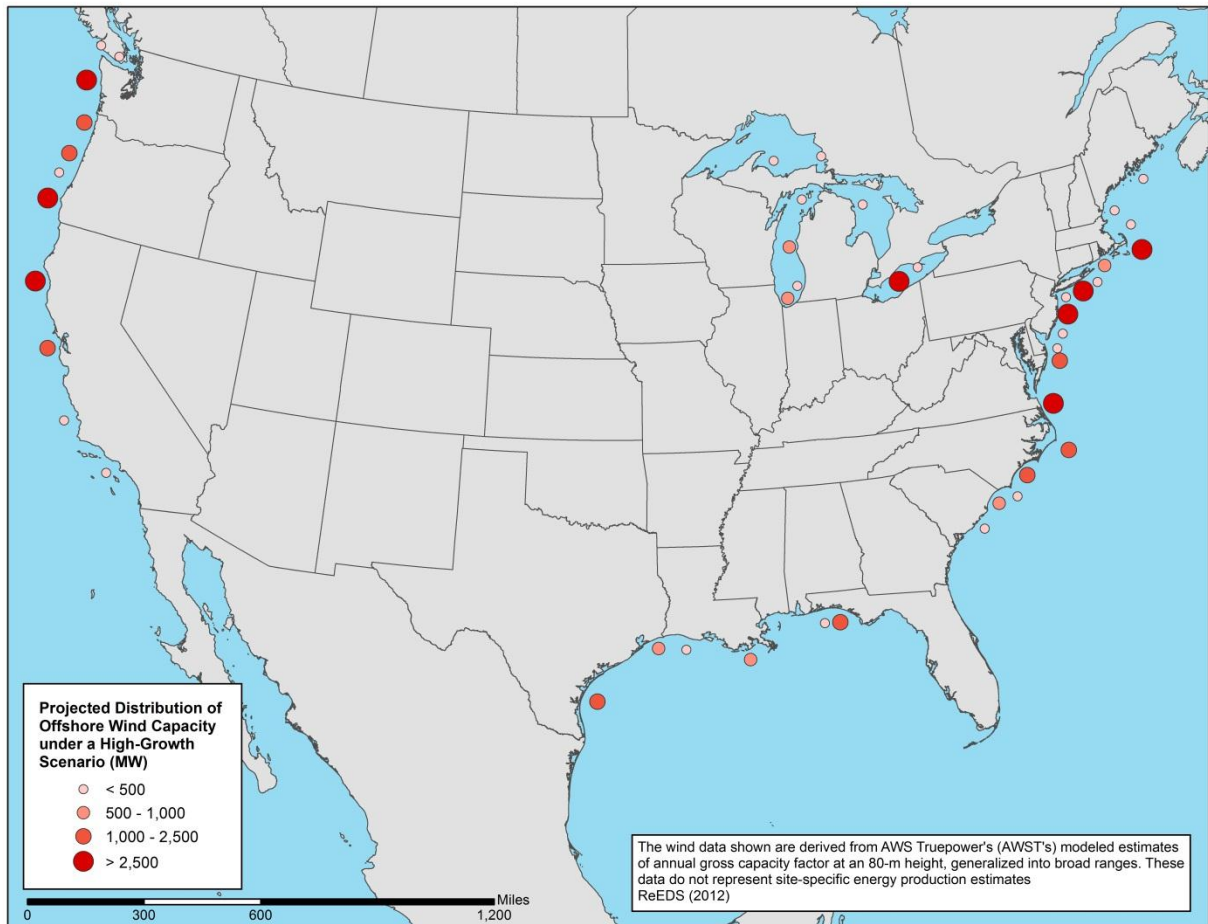 Projected Distribution of
Offshore Wind Capacity
under a High-Growth
Scenario (MW)
< 500
500 - 1,000
1,000 - 2,500
> 2,500
The wind data shown are derived from AWS Truepower's (AWST's) modeled estimates
of annual gross capacity factor at an 80-m height, generalized into broad ranges. These
data do not represent site-specific energy production estimates
ReEDS (2012)
Miles
0 300 600 1,200